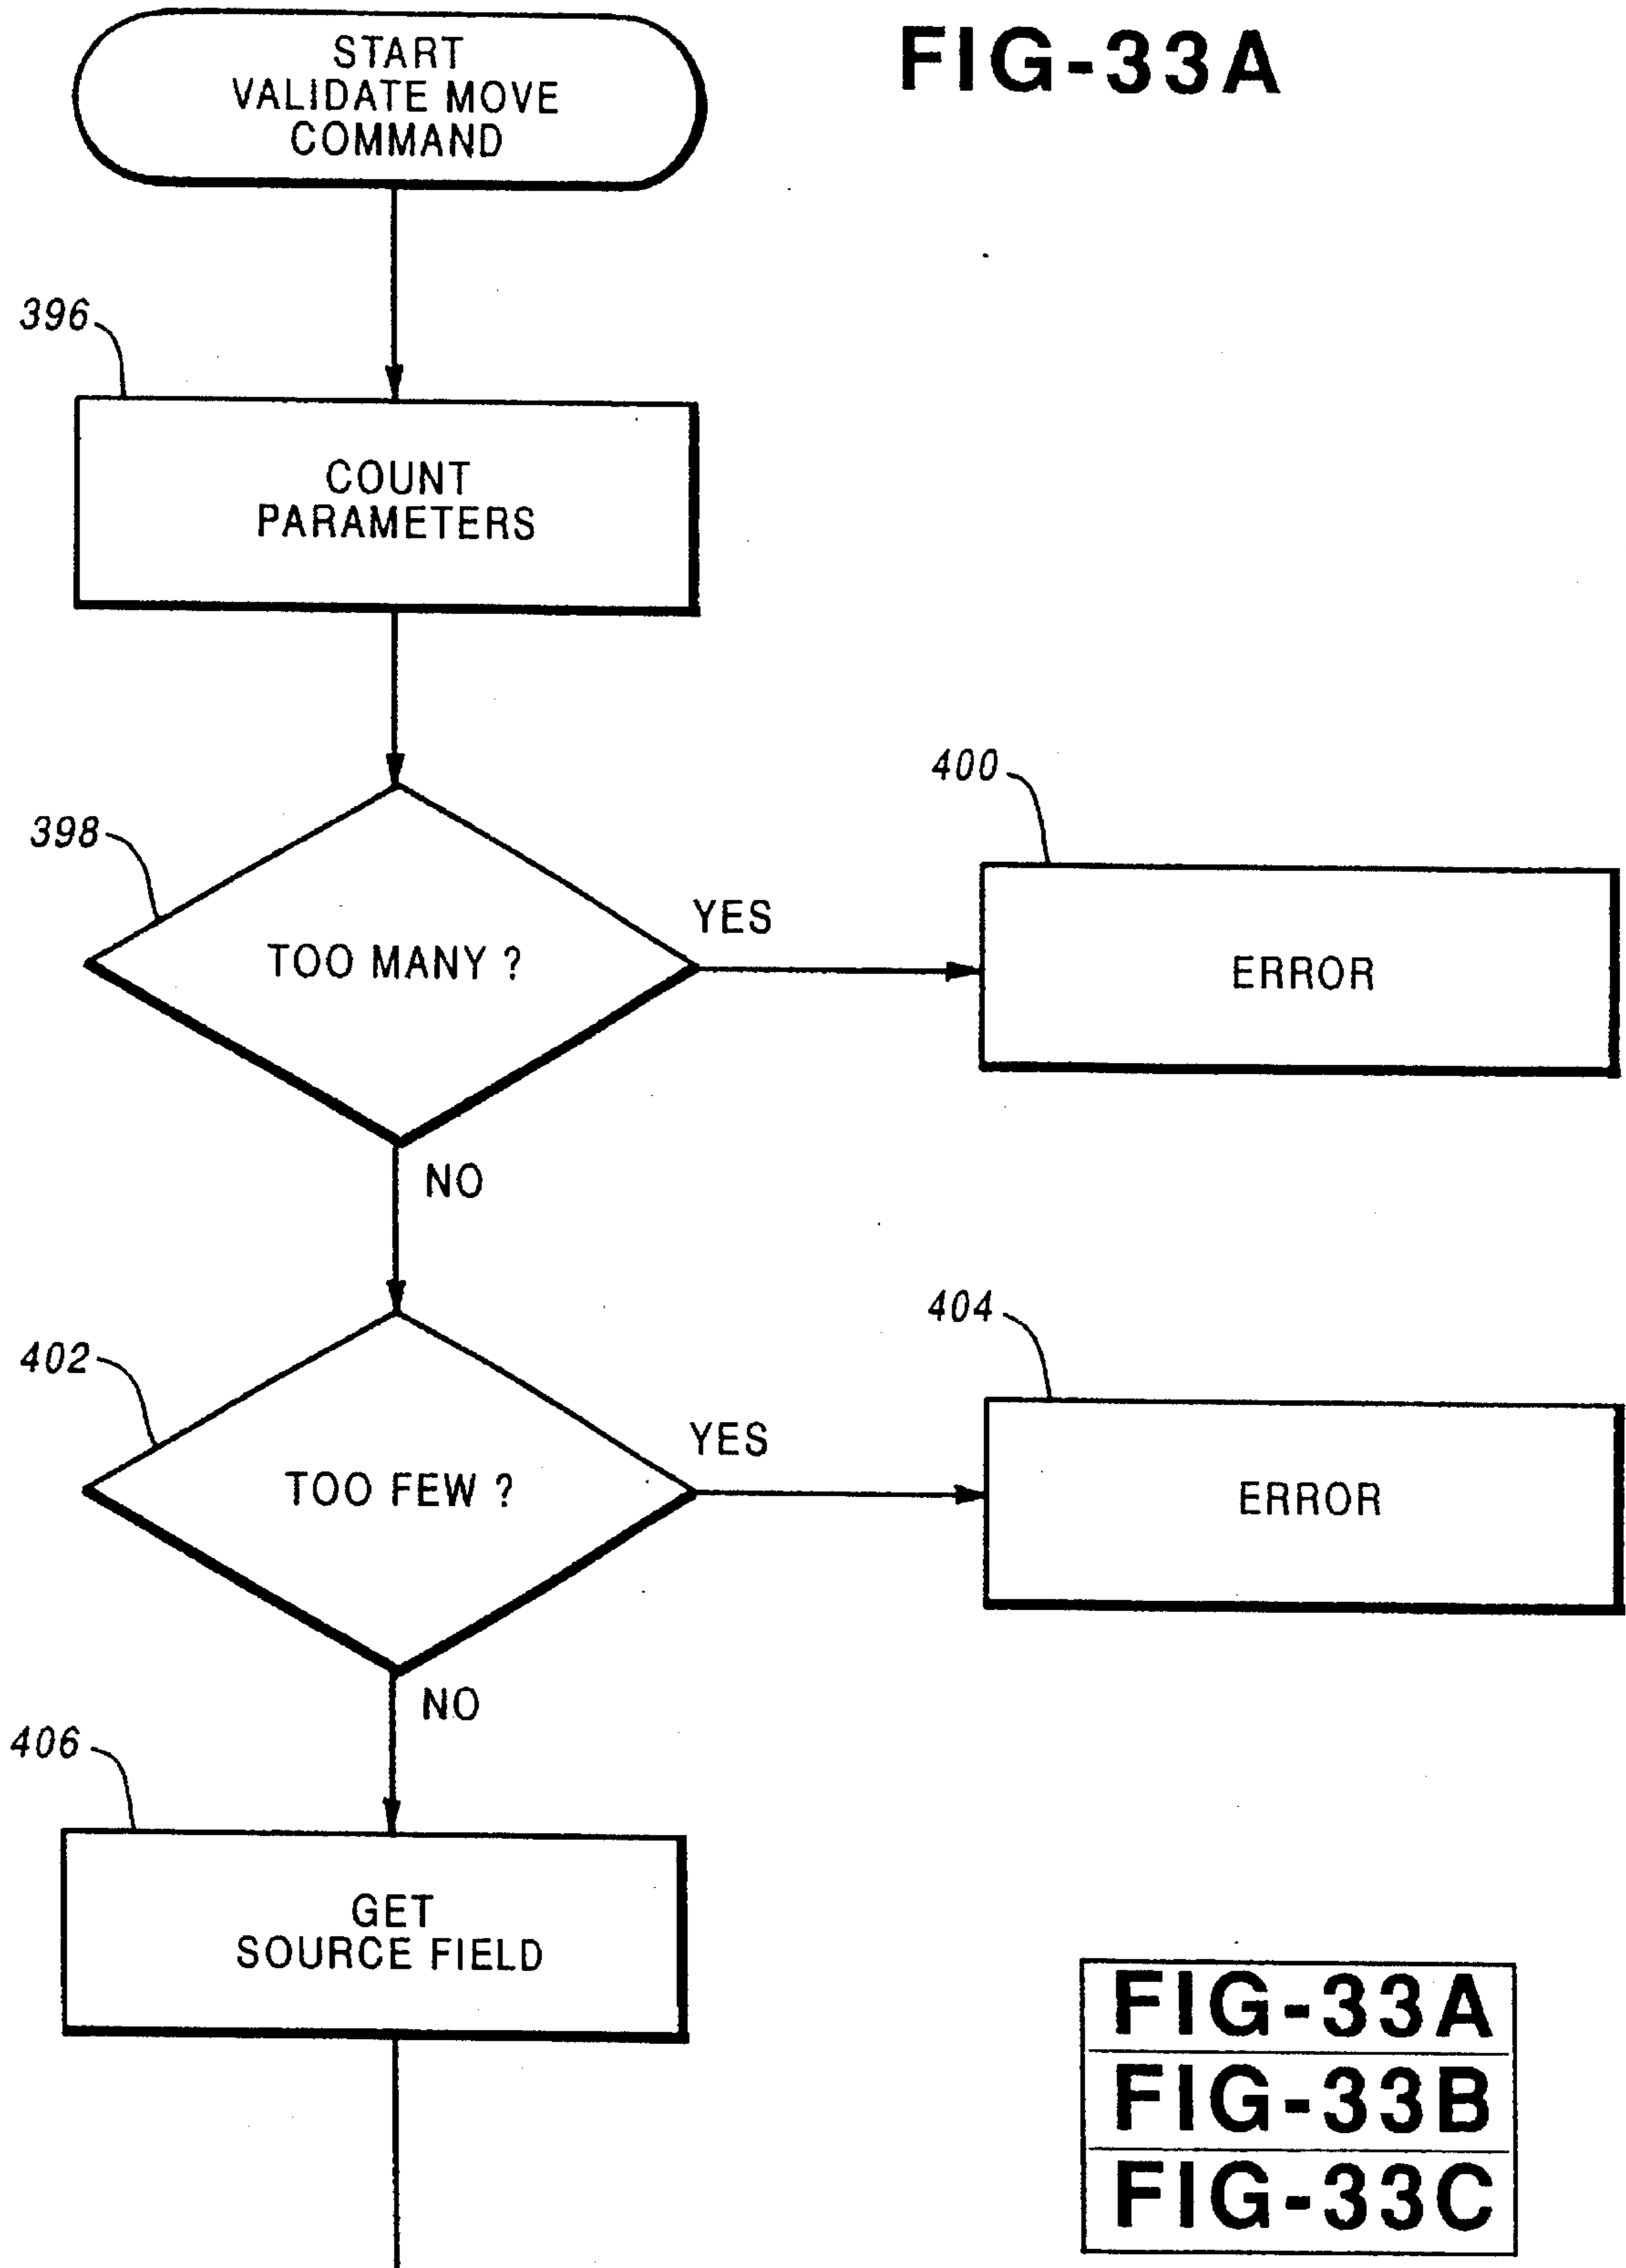 FIG-33A
START
VALIDATE MOVE
COMMAND
396
COUNT
PARAMETERS
398
TOO MANY ?
YES
400
ERROR
NO
402
TOO FEW ?
YES
404
ERROR
NO
406
GET
SOURCE FIELD
FIG-33A
FIG-33B
FIG-33C